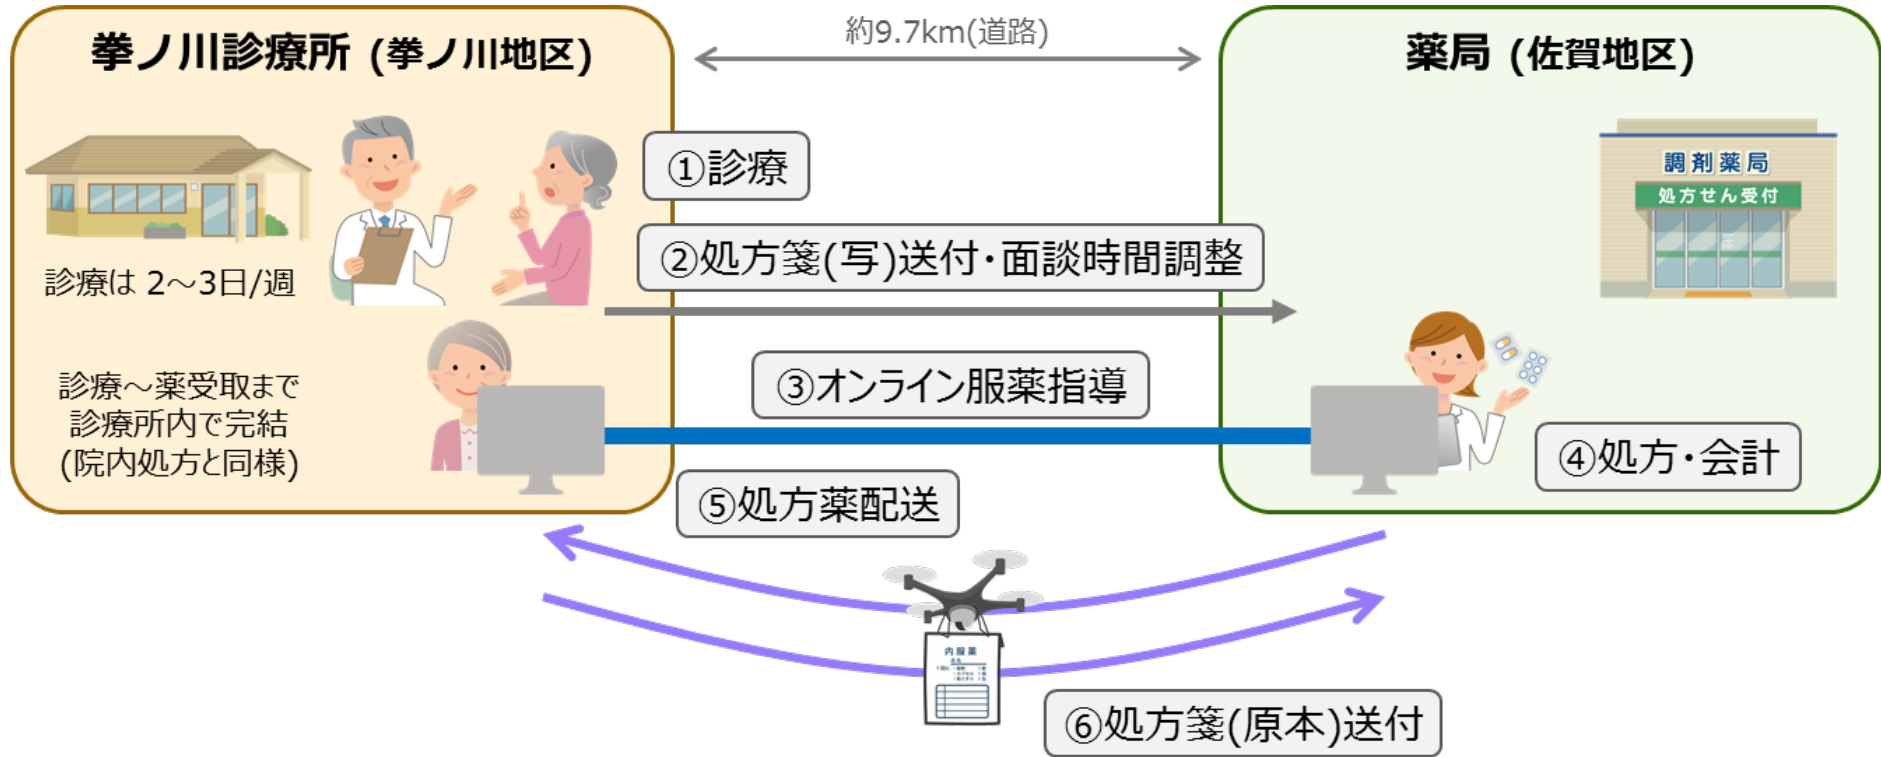 拳ノ川診療所 (拳ノ川地区)
約9.7km(道路)
薬局 (佐賀地区)
①診療
調剤薬局
処方せん受付
②処方箋(写)送付・面談時間調整
診療は 2～3日/週
③オンライン服薬指導
診療～薬受取まで
診療所内で完結
(院内処方と同様)
④処方・会計
⑤処方薬配送
内服薬
⑥処方箋(原本)送付